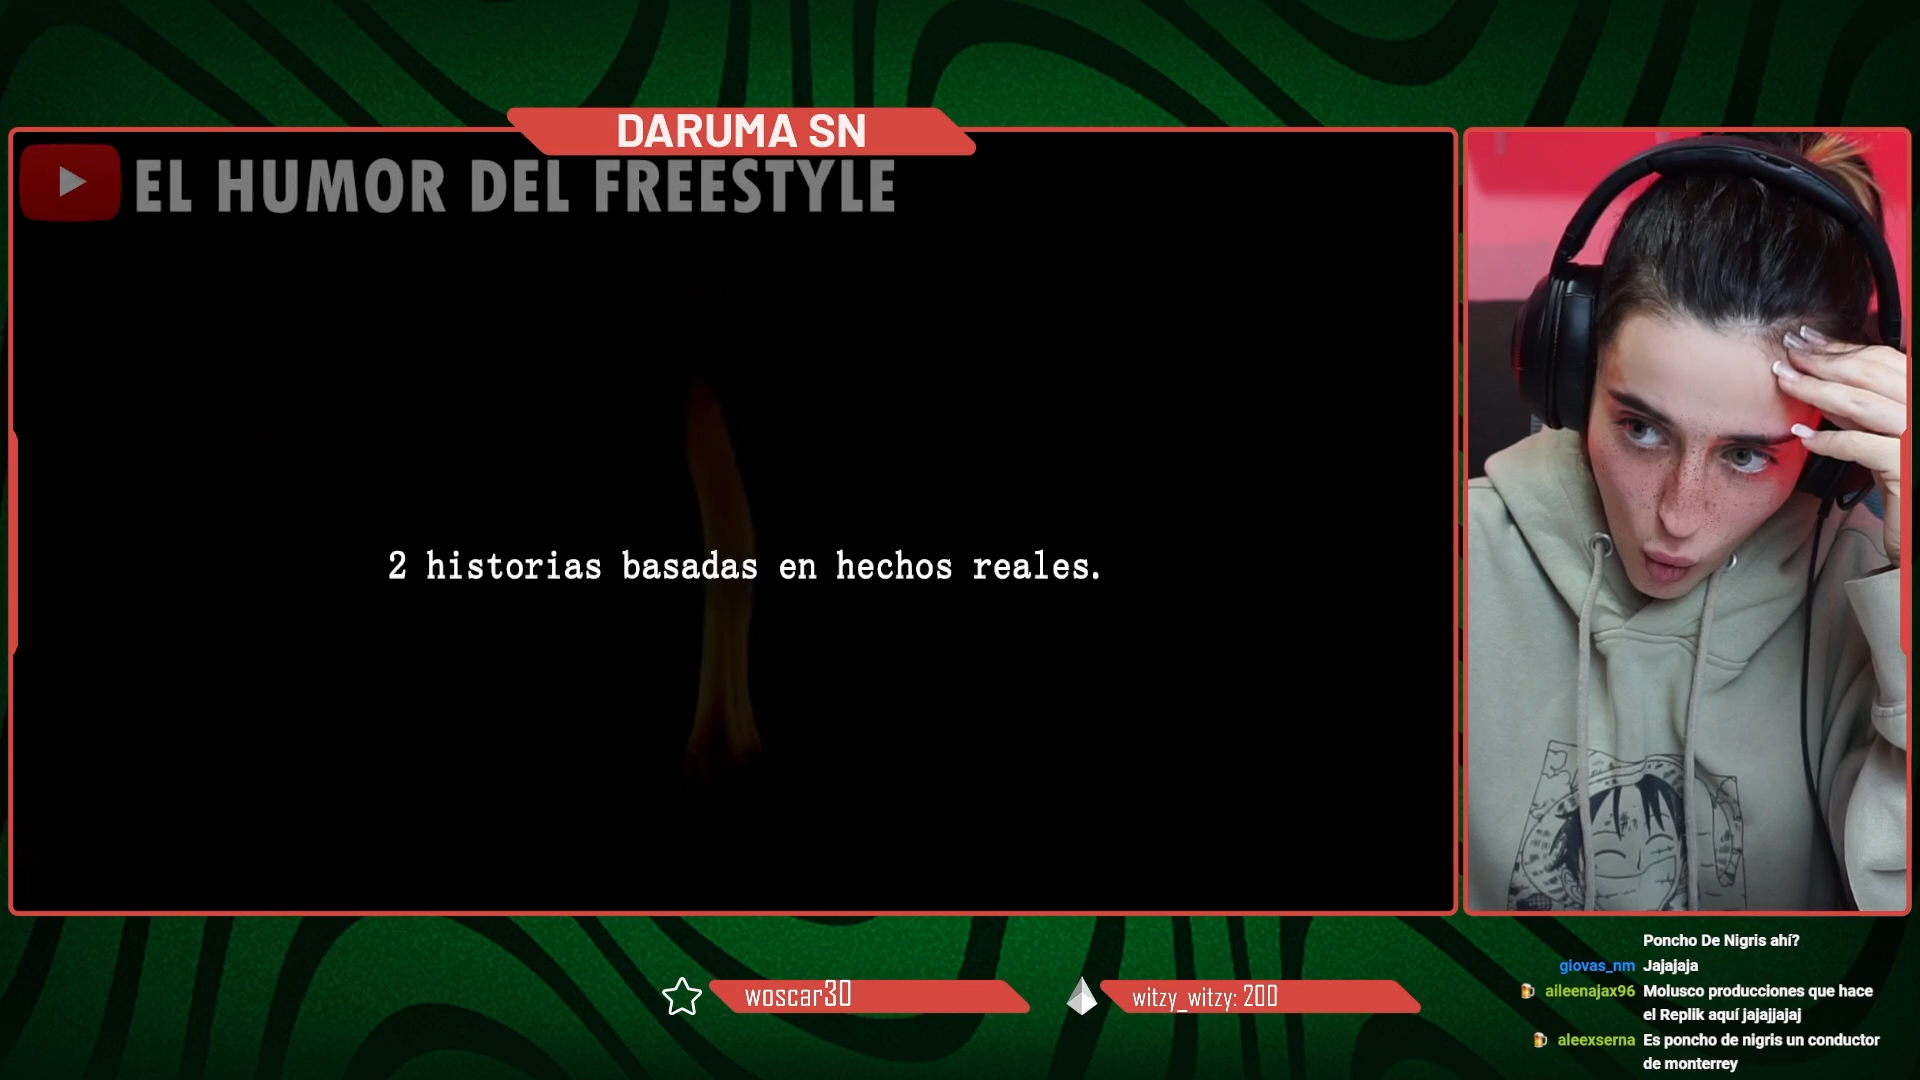 DARUMA SN
EL HUMOR DEL FREESTYLE
2 historias basadas en hechos reales.
woscar30
witzy_witzy: 200
Poncho De Nigris ahí?
giovas_nm Jajajaja
aileenajax96 Molusco producciones que hace
el Replik aquí jajajjajaj
aleexserna Es poncho de nigris un conductor
de monterrey